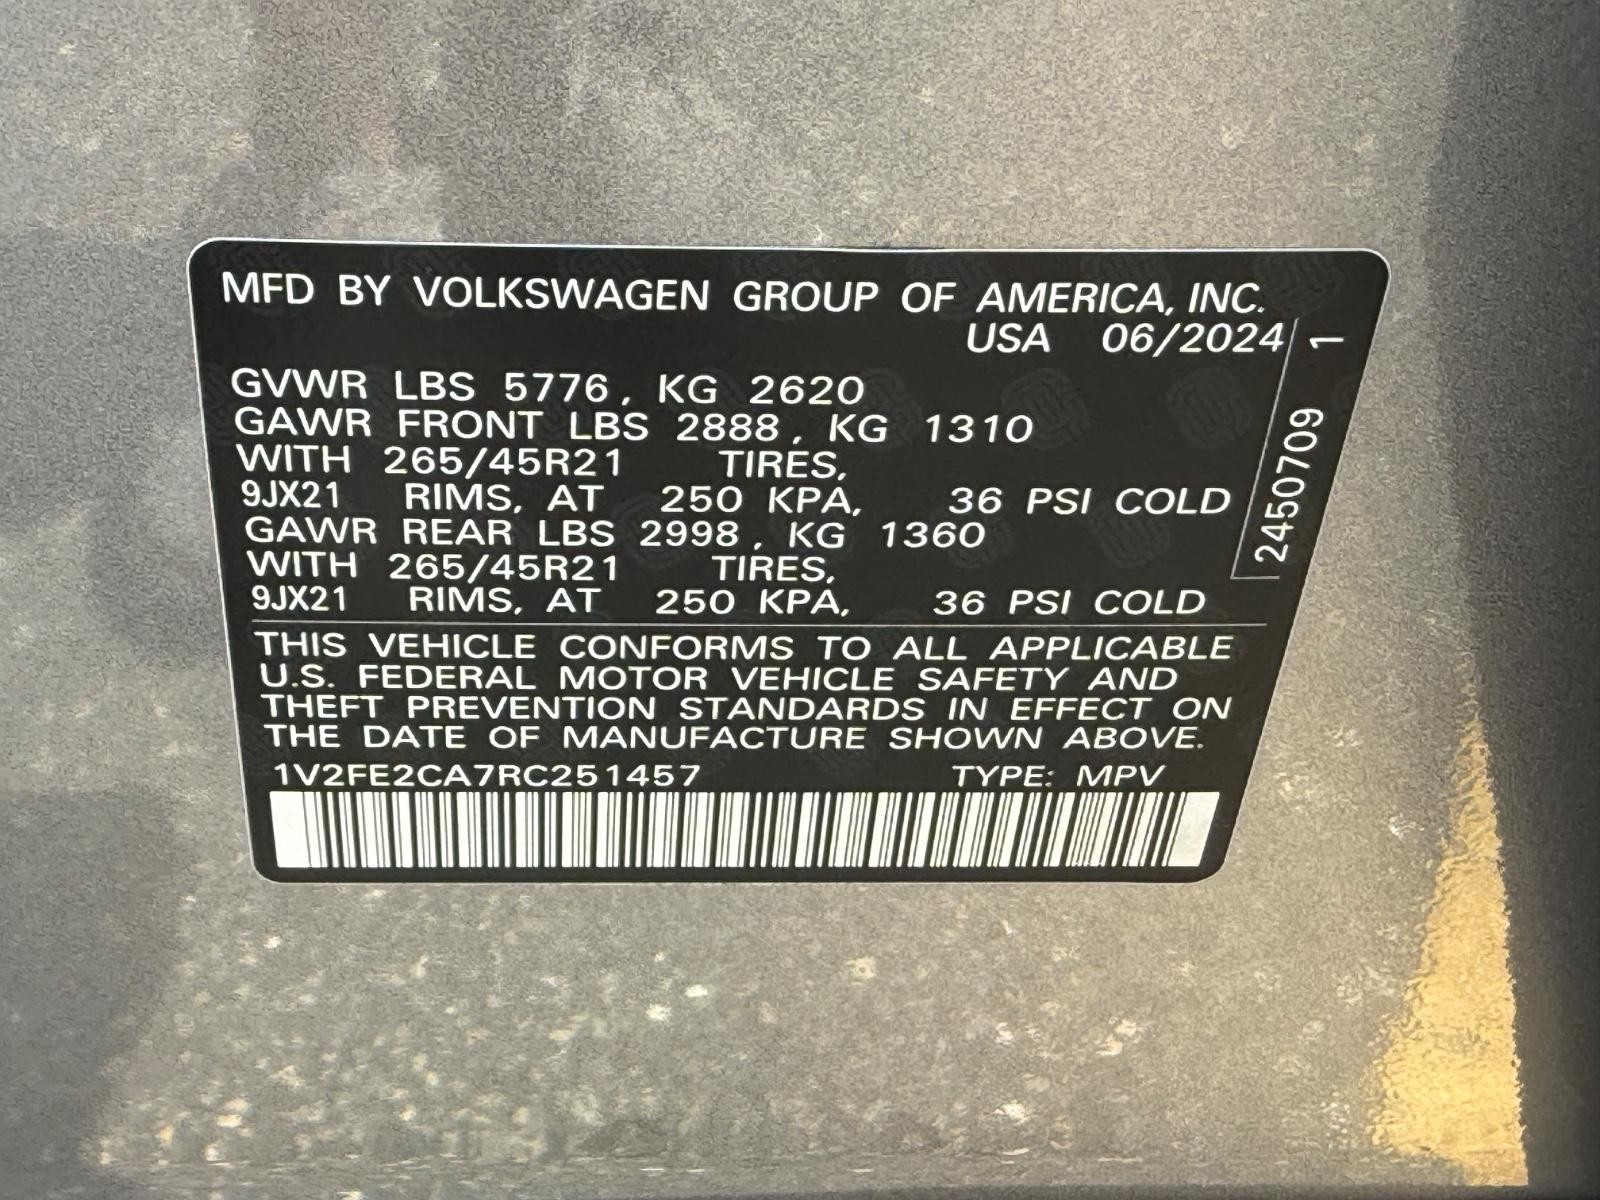 MFD BY VOLKSWAGEN GROUP OF AMERICA, INC.
USA 06/2024
GVWR LBS 5776, KG 2620
GAWR FRONT LBS 2888, KG 1310
WITH 265/45R21 TIRES,
9JX21 RIMS, AT 250 KPA, 36 PSI COLD
GAWR REAR LBS 2998, KG 1360
WITH 265/45R21 TIRES,
9JX21 RIMS, AT 250 KPA, 36 PSI COLD
2450709 1
THIS VEHICLE CONFORMS TO ALL APPLICABLE
U.S. FEDERAL MOTOR VEHICLE SAFETY AND
THEFT PREVENTION STANDARDS IN EFFECT ON
THE DATE OF MANUFACTURE SHOWN ABOVE.
1V2FE2CA7RC251457 TYPE: MPV